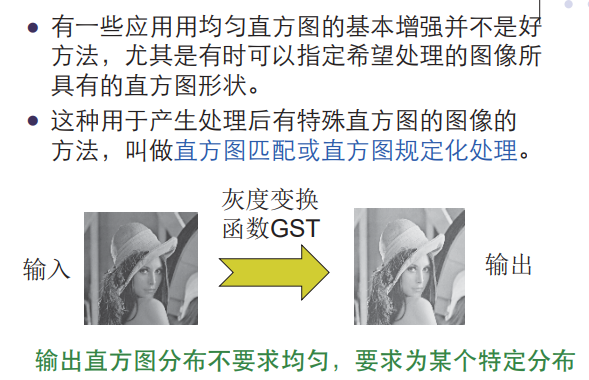 有一些应用用均匀直方图的基本增强并不是好
方法，尤其是有时可以指定希望处理的图像所
具有的直方图形状。
这种用于产生处理后有特殊直方图的图像的
方法，叫做直方图匹配或直方图规定化处理。
灰度变换
函数GST
输入
输出
输出直方图分布不要求均匀，要求为某个特定分布